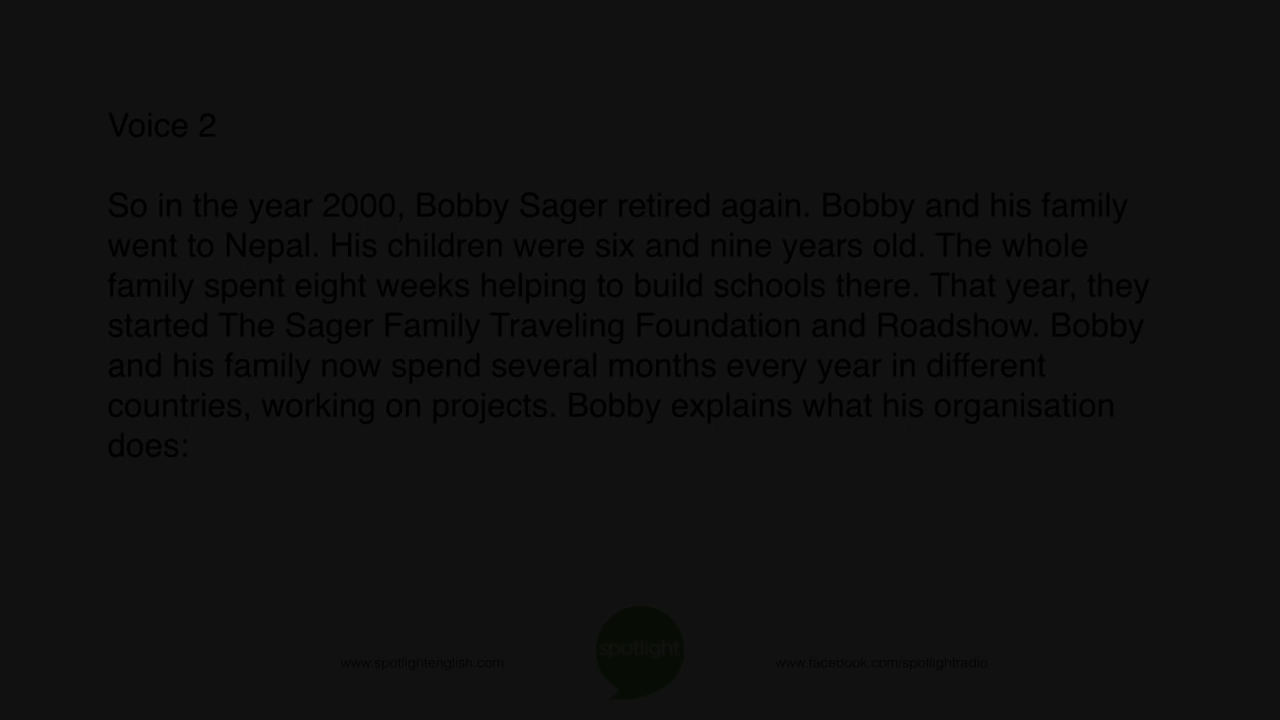 Voice 2
So in the year 2000, Bobby Sager retired again. Bobby and his family
went to Nepal. His children were six and nine years old. The whole
family spent eight weeks helping to build schools there. That year, they
started The Sager Family Traveling Foundation and Roadshow. Bobby
and his family now spend several months every year in different
countries, working on projects. Bobby explains what his organisation
does:
spotlight
www.spotlightenglish.com
www.facebook.com/spotlightradio